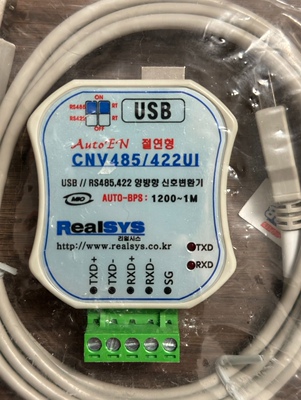 ON
RS485 RT
RS422 RT
OFF
USB
Auto E·N 절연형
CNV485/422UI
USB // RS485,422 양방향 신호변환기
MIO AUTO-BPS: 1200~1M
RealSYS
리얼시스
http://www.realsys.co.kr
TXD
RXD
TXD+ TXD- RXD+ RXD- SG